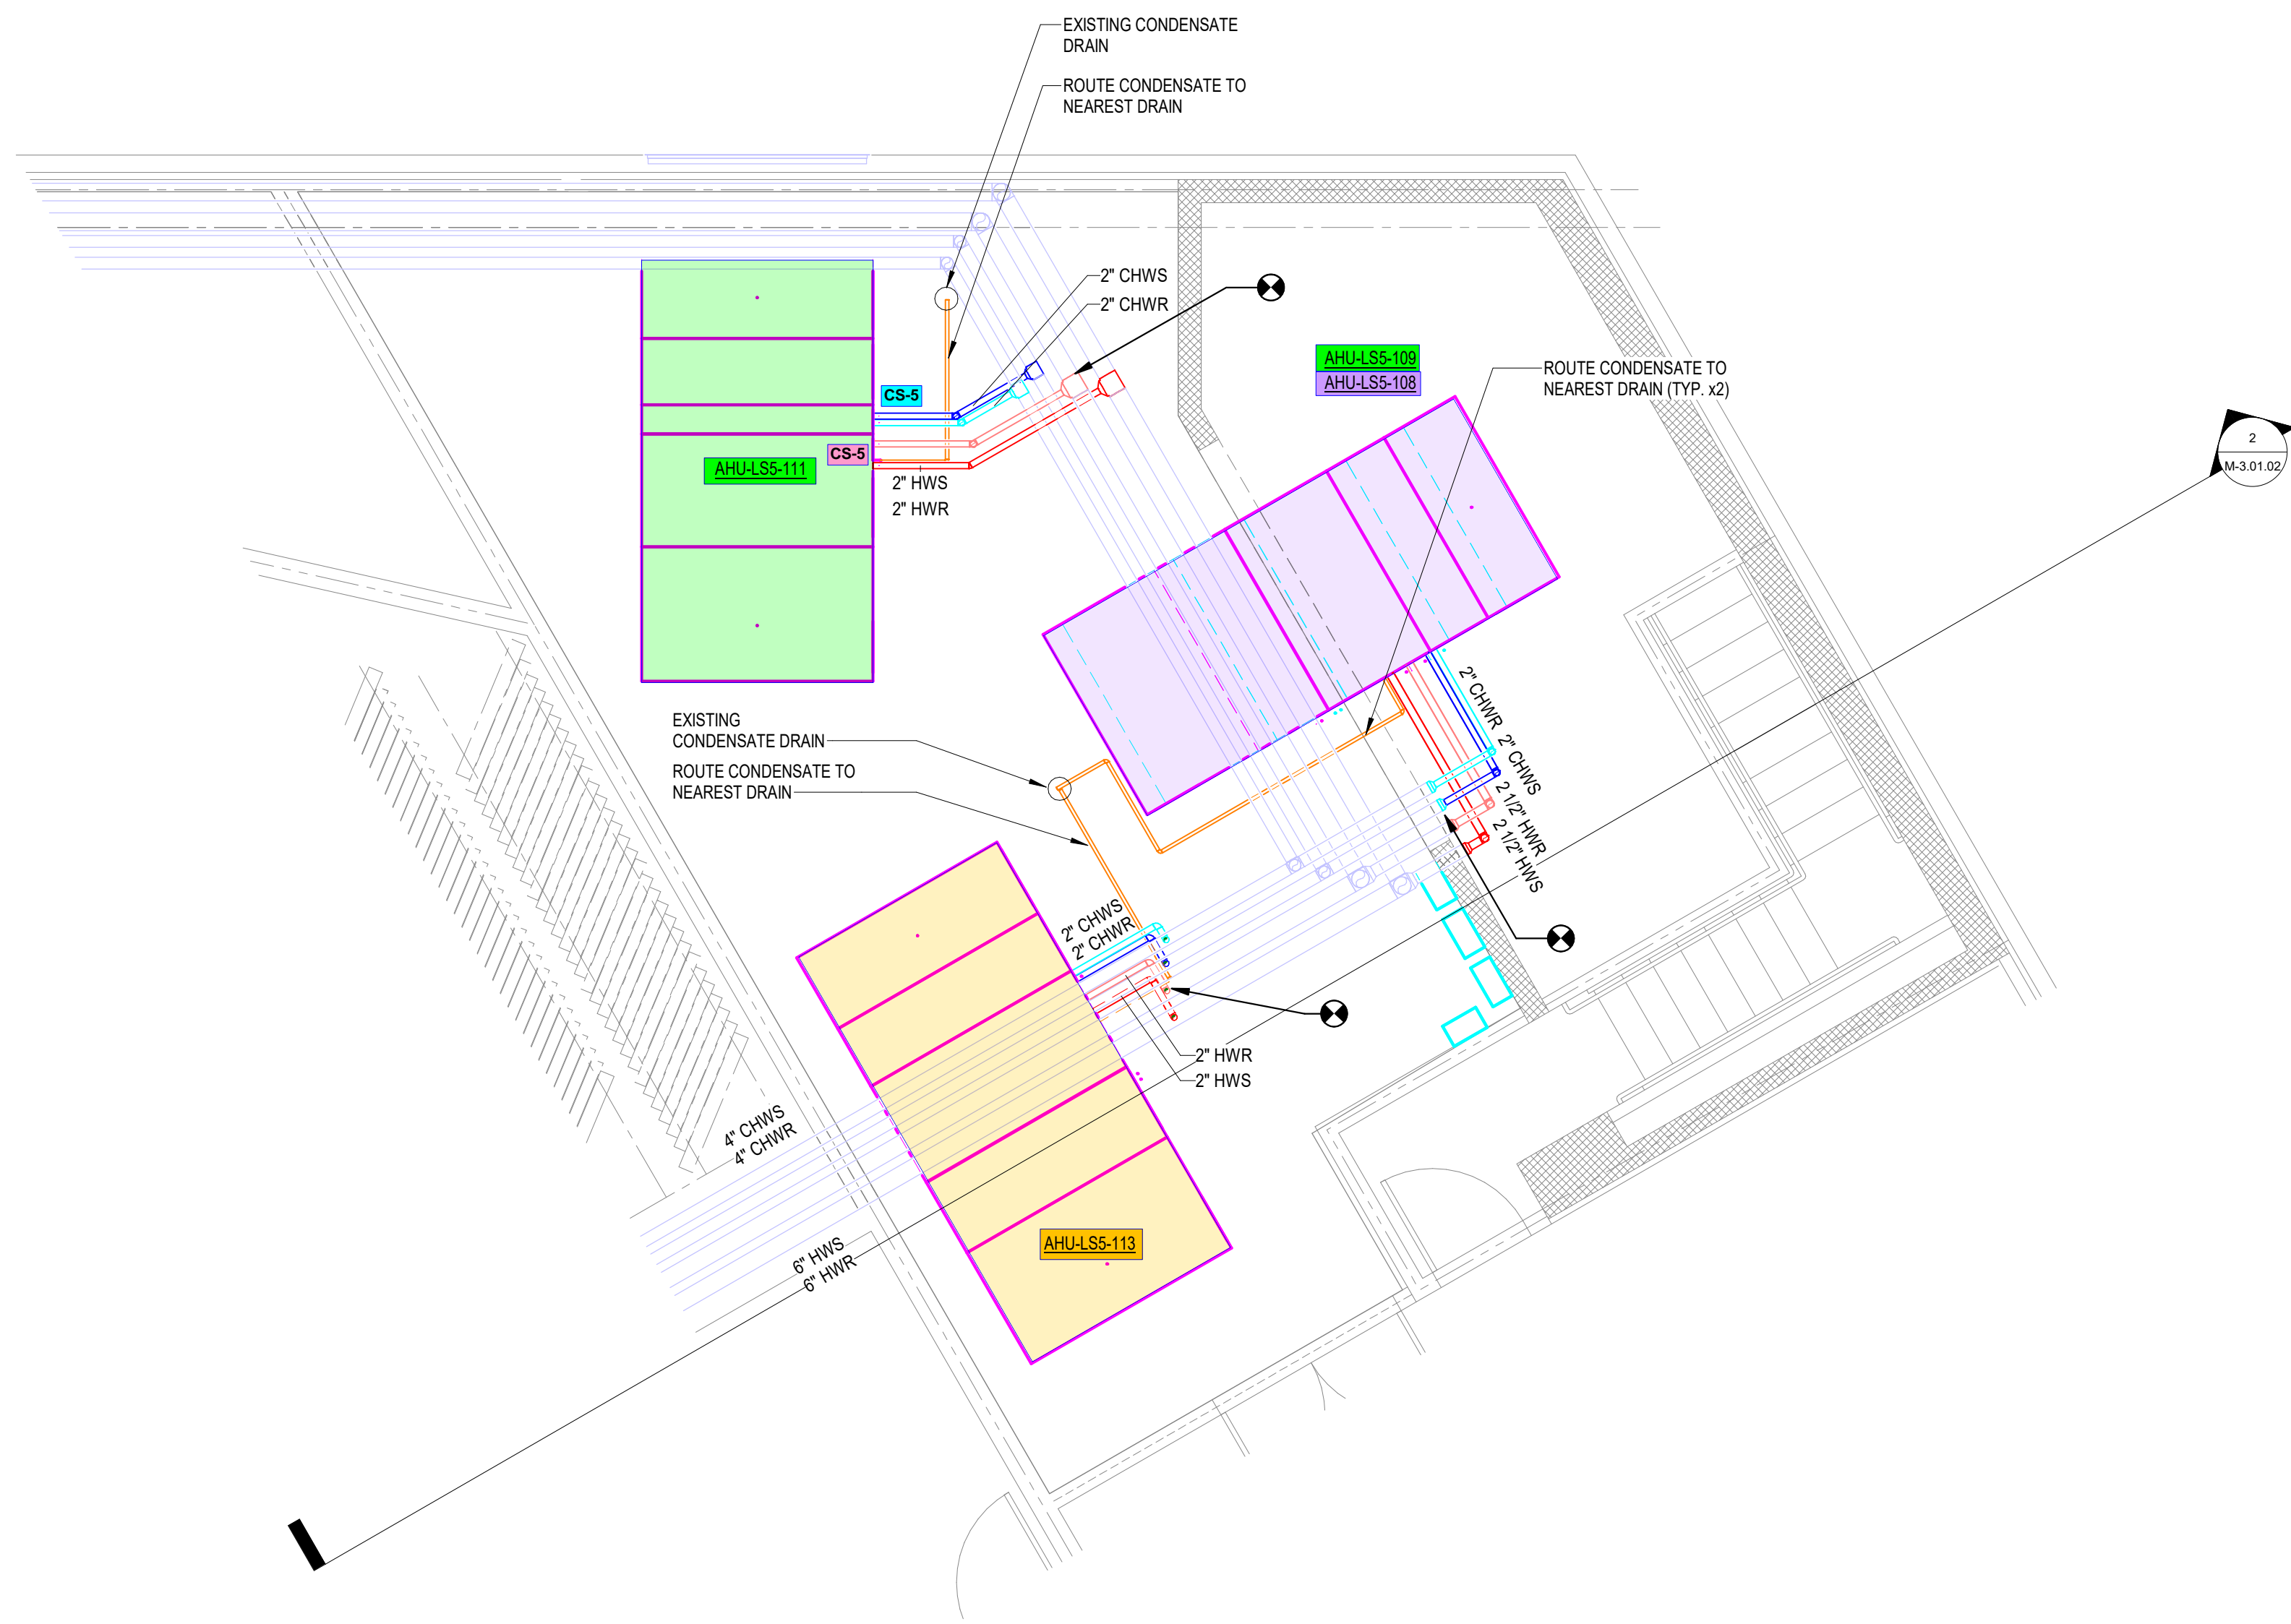 EXISTING CONDENSATE
DRAIN
ROUTE CONDENSATE TO
NEAREST DRAIN
2" CHWS
2" CHWR
AHU-LS5-109
AHU-LS5-108
ROUTE CONDENSATE TO
NEAREST DRAIN (TYP. x2)
CS-5
CS-5
AHU-LS5-111
2" HWS
2" HWR
2
M-3.01.02
EXISTING
CONDENSATE DRAIN
ROUTE CONDENSATE TO
NEAREST DRAIN
2" CHWR
2" CHWS
2 1/2" HWR
2 1/2" HWS
2" CHWS
2" CHWR
2" HWR
2" HWS
4" CHWS
4" CHWR
6" HWS
6" HWR
AHU-LS5-113